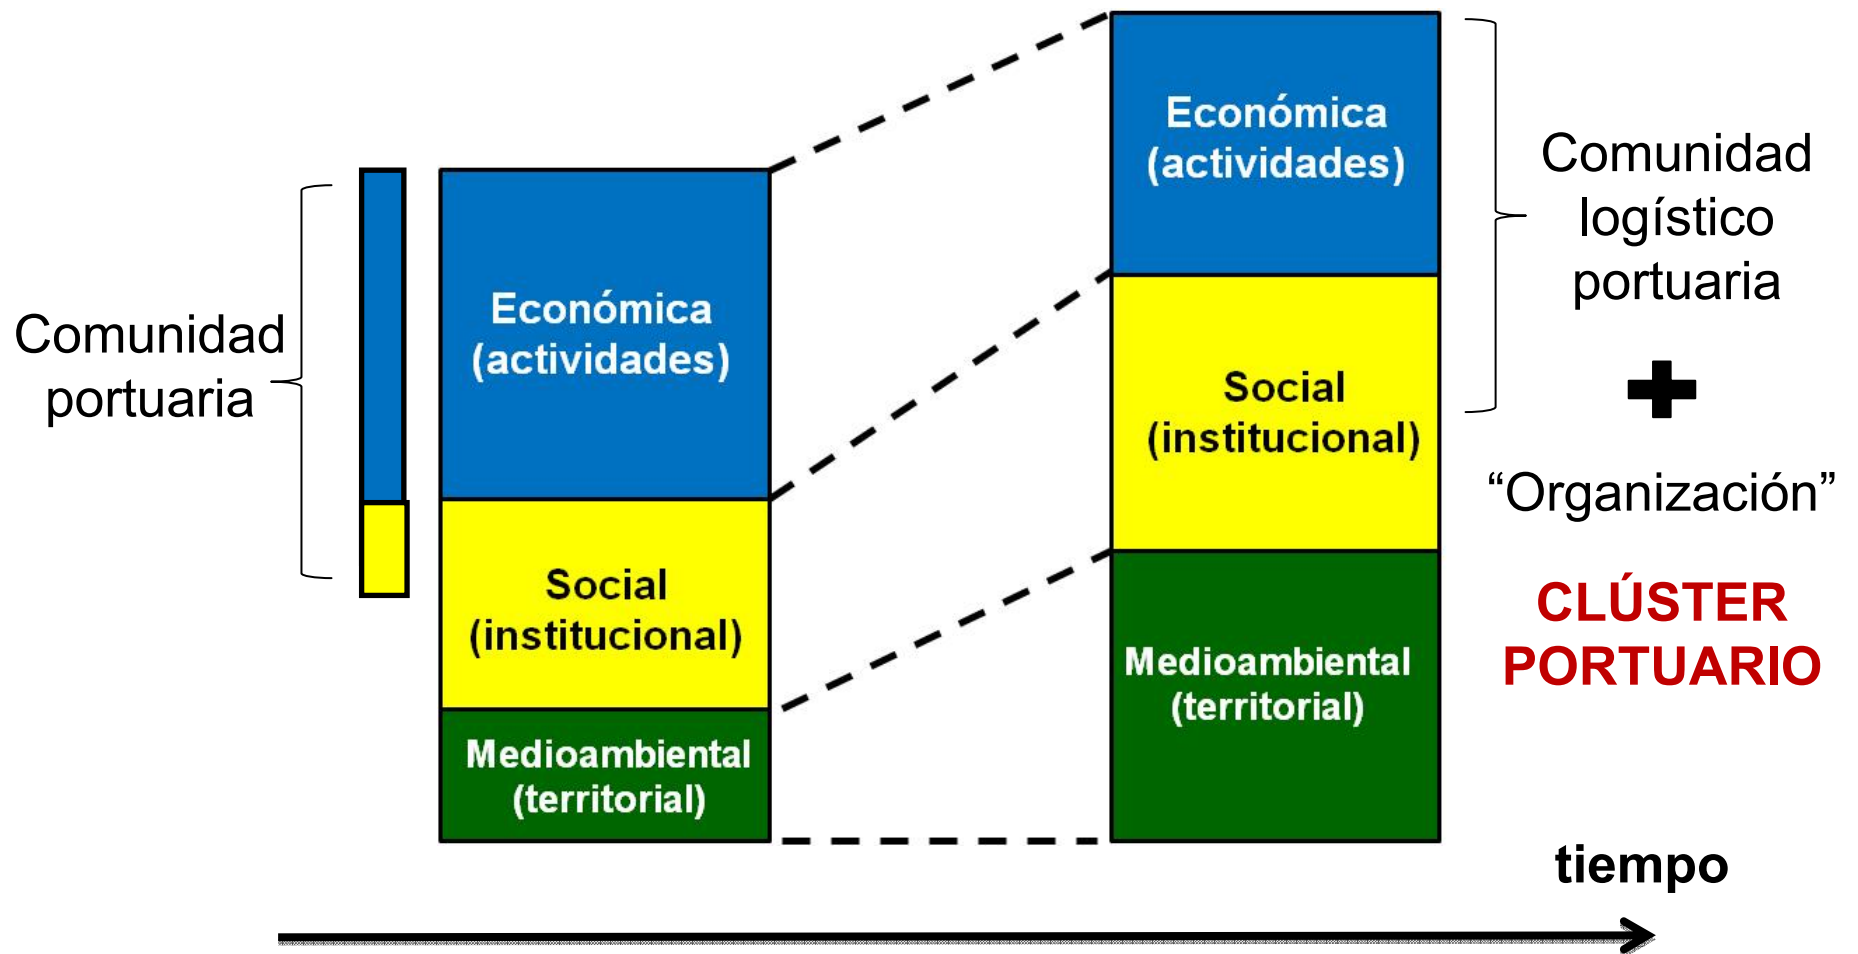 Comunidad
portuaria
Económica
(actividades)
Social
(institucional)
Medioambiental
(territorial)
Económica
(actividades)
Social
(institucional)
Medioambiental
(territorial)
Comunidad
logístico
portuaria
+
“Organización”
CLÚSTER
PORTUARIO
tiempo